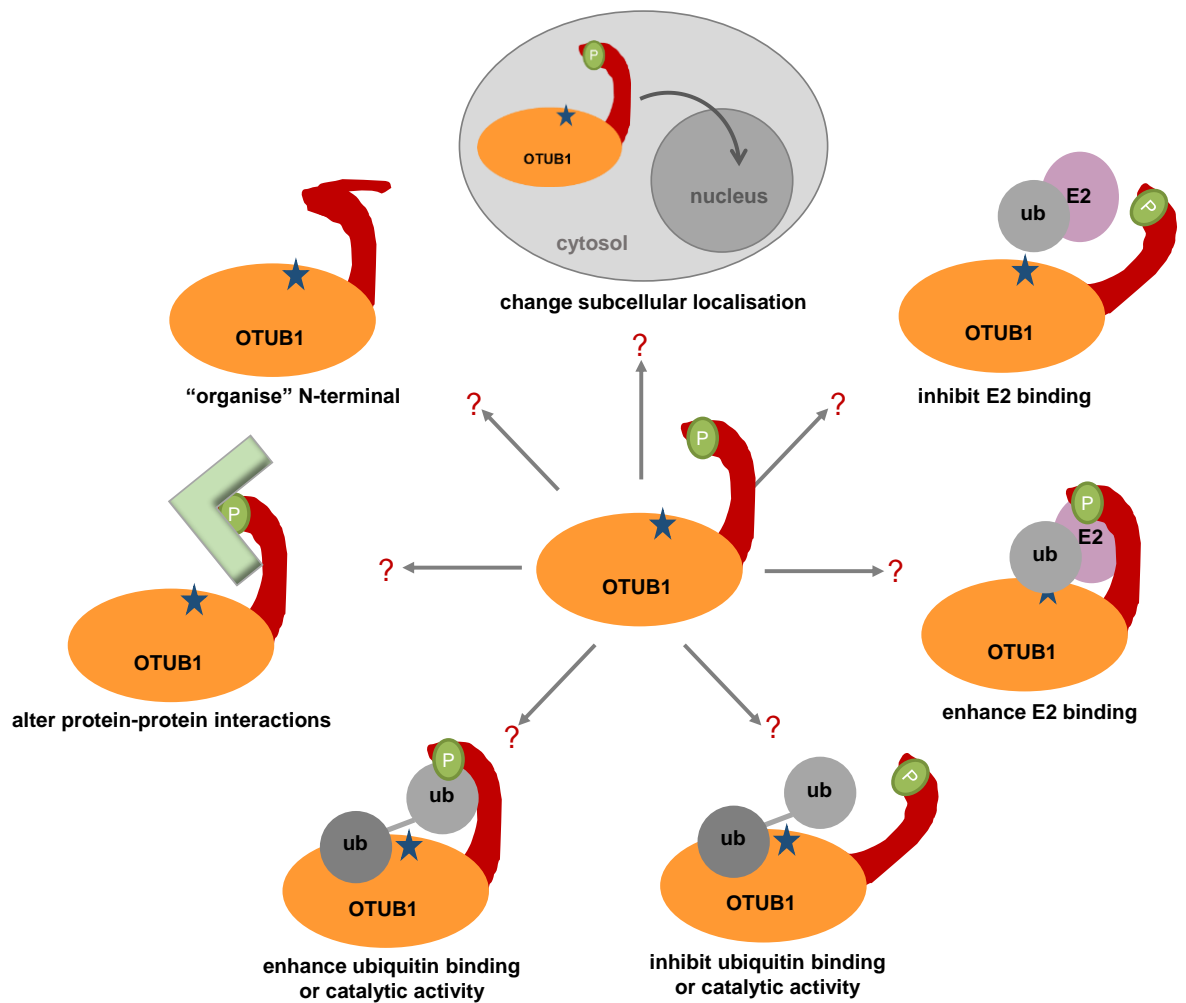 P
OTUB1
nucleus
cytosol
change subcellular localisation
OTUB1
“organise” N-terminal
E2
ub
P
OTUB1
inhibit E2 binding
?
?
?
P
OTUB1
P
OTUB1
alter protein-protein interactions
?
?
P
E2
ub
OTUB1
enhance E2 binding
?
?
P
ub
ub
OTUB1
enhance ubiquitin binding
or catalytic activity
P
ub
ub
OTUB1
inhibit ubiquitin binding
or catalytic activity